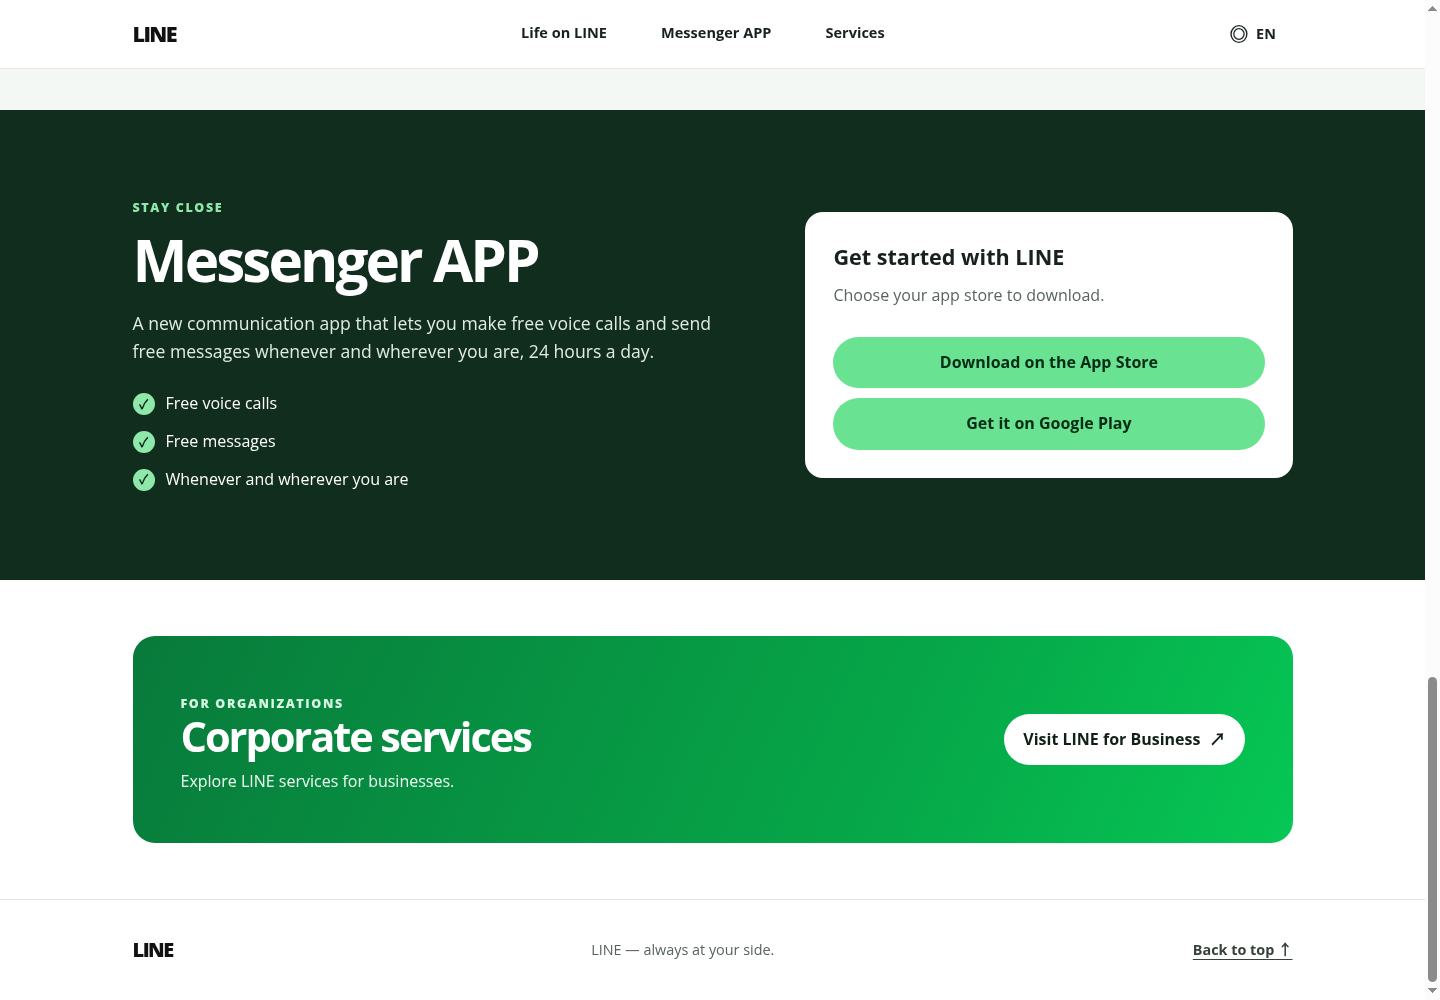 LINE
Life on LINE
Messenger APP
Services
EN
STAY CLOSE
Messenger APP
A new communication app that lets you make free voice calls and send
free messages whenever and wherever you are, 24 hours a day.
✓ Free voice calls
✓ Free messages
✓ Whenever and wherever you are
Get started with LINE
Choose your app store to download.
Download on the App Store
Get it on Google Play
FOR ORGANIZATIONS
Corporate services
Explore LINE services for businesses.
Visit LINE for Business ↗
LINE
LINE — always at your side.
Back to top ↑